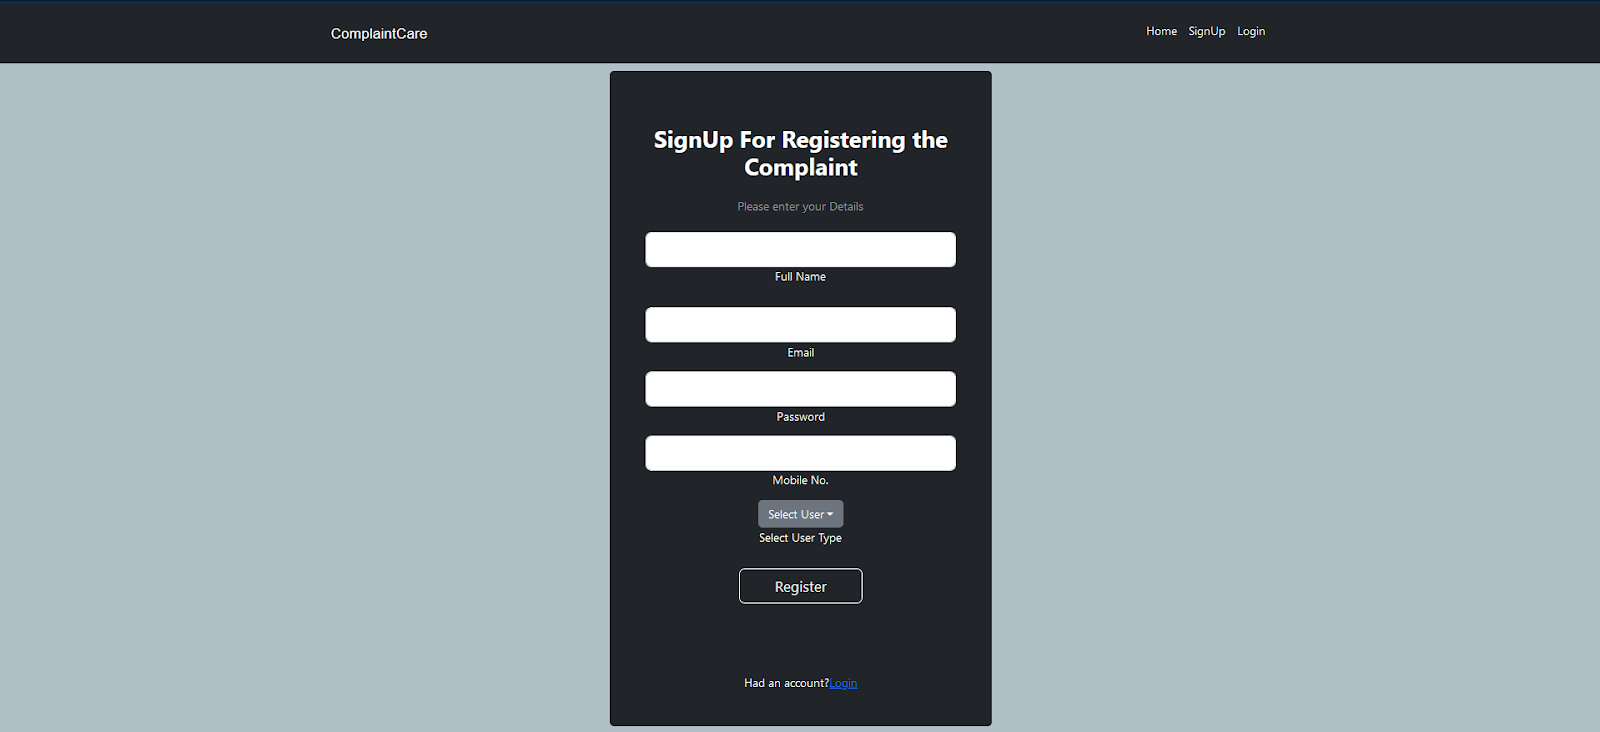 ComplaintCare
Home SignUp Login
SignUp For Registering the
Complaint
Please enter your Details
Full Name
Email
Password
Mobile No.
Select User
Select User Type
Register
Had an account?Login